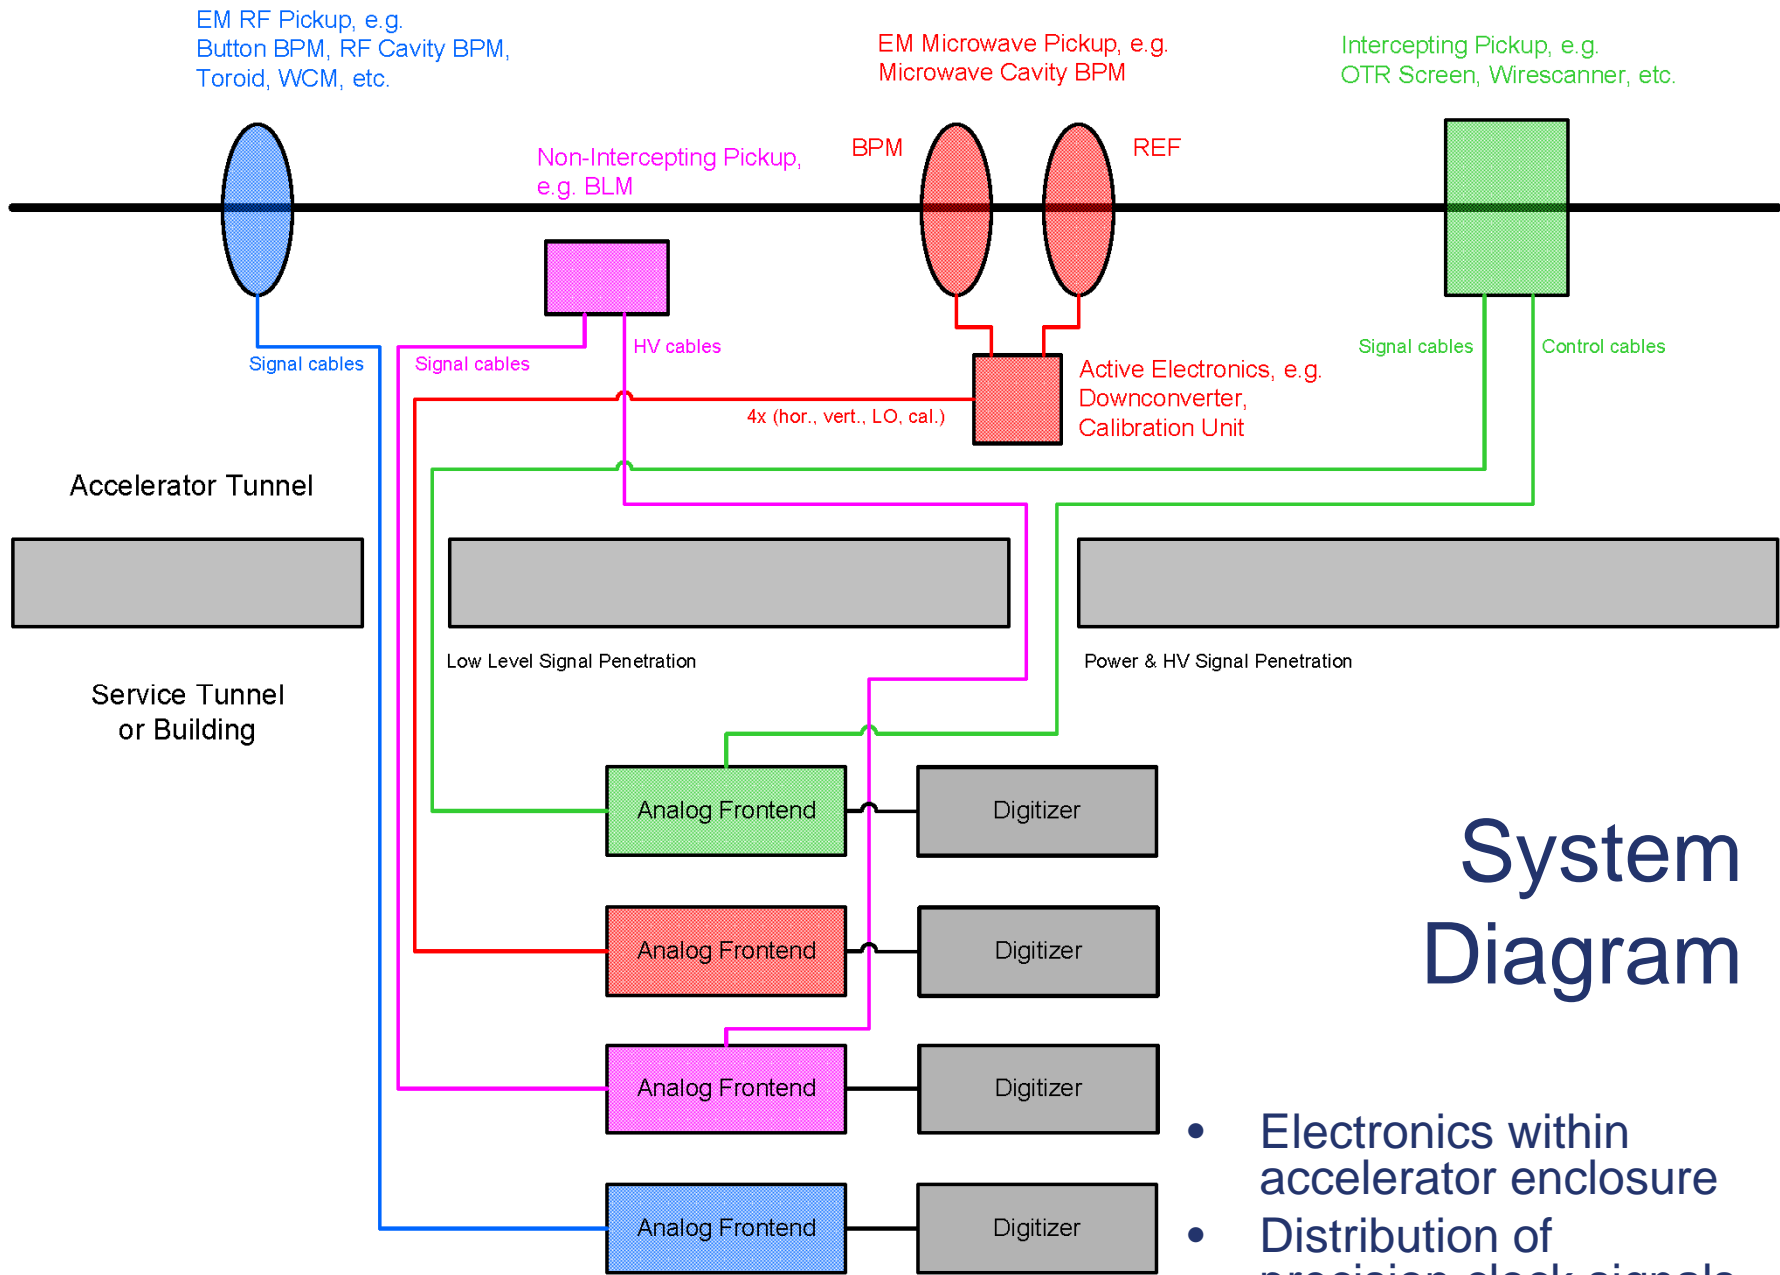 EM RF Pickup, e.g.
Button BPM, RF Cavity BPM,
Toroid, WCM, etc.
EM Microwave Pickup, e.g.
Microwave Cavity BPM
Intercepting Pickup, e.g.
OTR Screen, Wirescanner, etc.
Non-Intercepting Pickup,
e.g. BLM
BPM
REF
Signal cables
Signal cables
HV cables
Signal cables
Control cables
4x (hor., vert., LO, cal.)
Active Electronics, e.g.
Downconverter,
Calibration Unit
Accelerator Tunnel
Low Level Signal Penetration
Power & HV Signal Penetration
Service Tunnel
or Building
Analog Frontend
Digitizer
Analog Frontend
Digitizer
Analog Frontend
Digitizer
Analog Frontend
Digitizer
System
Diagram
• Electronics within
accelerator enclosure
• Distribution of
precision clock signals